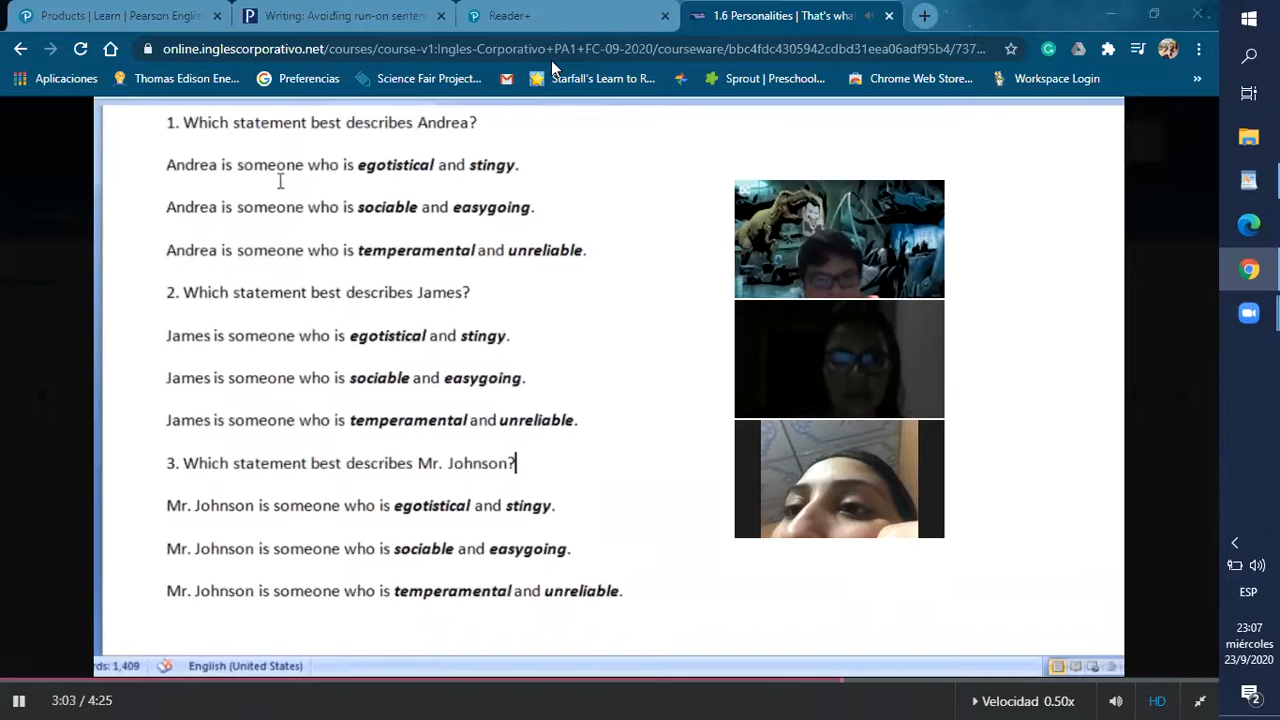 Products | Learn | Pearson Englis
Writing: Avoiding run-on senten
Reader+
1.6 Personalities | That's what
online.inglescorporativo.net/courses/course-v1:Ingles-Corporativo+PA1+FC-09-2020/courseware/bbc4fdc4305942cdbd31eea06adf95b4/737...
Aplicaciones
Thomas Edison Ene...
Preferencias
Science Fair Project...
Starfall's Learn to R...
Sprout | Preschool...
Chrome Web Store...
Workspace Login
1. Which statement best describes Andrea?
Andrea is someone who is egotistical and stingy.
Andrea is someone who is sociable and easygoing.
Andrea is someone who is temperamental and unreliable.
2. Which statement best describes James?
James is someone who is egotistical and stingy.
James is someone who is sociable and easygoing.
James is someone who is temperamental and unreliable.
3. Which statement best describes Mr. Johnson?
Mr. Johnson is someone who is egotistical and stingy.
Mr. Johnson is someone who is sociable and easygoing.
Mr. Johnson is someone who is temperamental and unreliable.
rds: 1,409
English (United States)
3:03 / 4:25
Velocidad 0.50x
HD
ESP
23:07
miércoles
23/9/2020
2